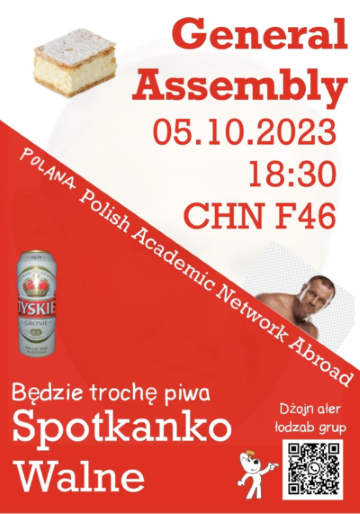 General
Assembly
05.10.2023
18:30
CHN F46
POLANA- Polish Academic Network Abroad
TYSKIE
GRONIE
Będzie trochę piwa
Spotkanko
Walne
Dżojn ałer
łodzab grup